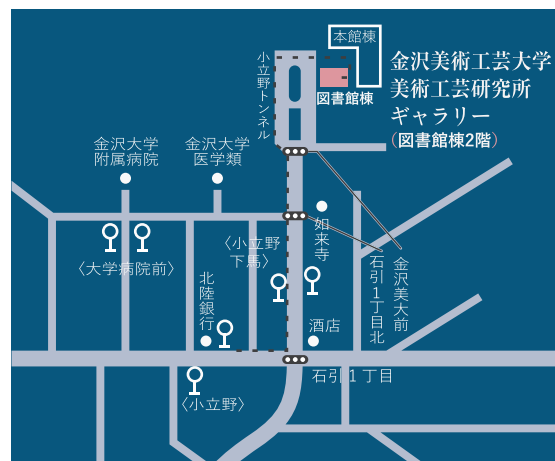 本館棟
図書館棟
金沢美術工芸大学
美術工芸研究所
ギャラリー
(図書館棟2階)
小立野トンネル
金沢大学
附属病院
金沢大学
医学類
〈大学病院前〉
〈小立野
下馬〉
如来寺
石引1丁目北
金沢美大前
北陸銀行
酒店
石引1丁目
〈小立野〉